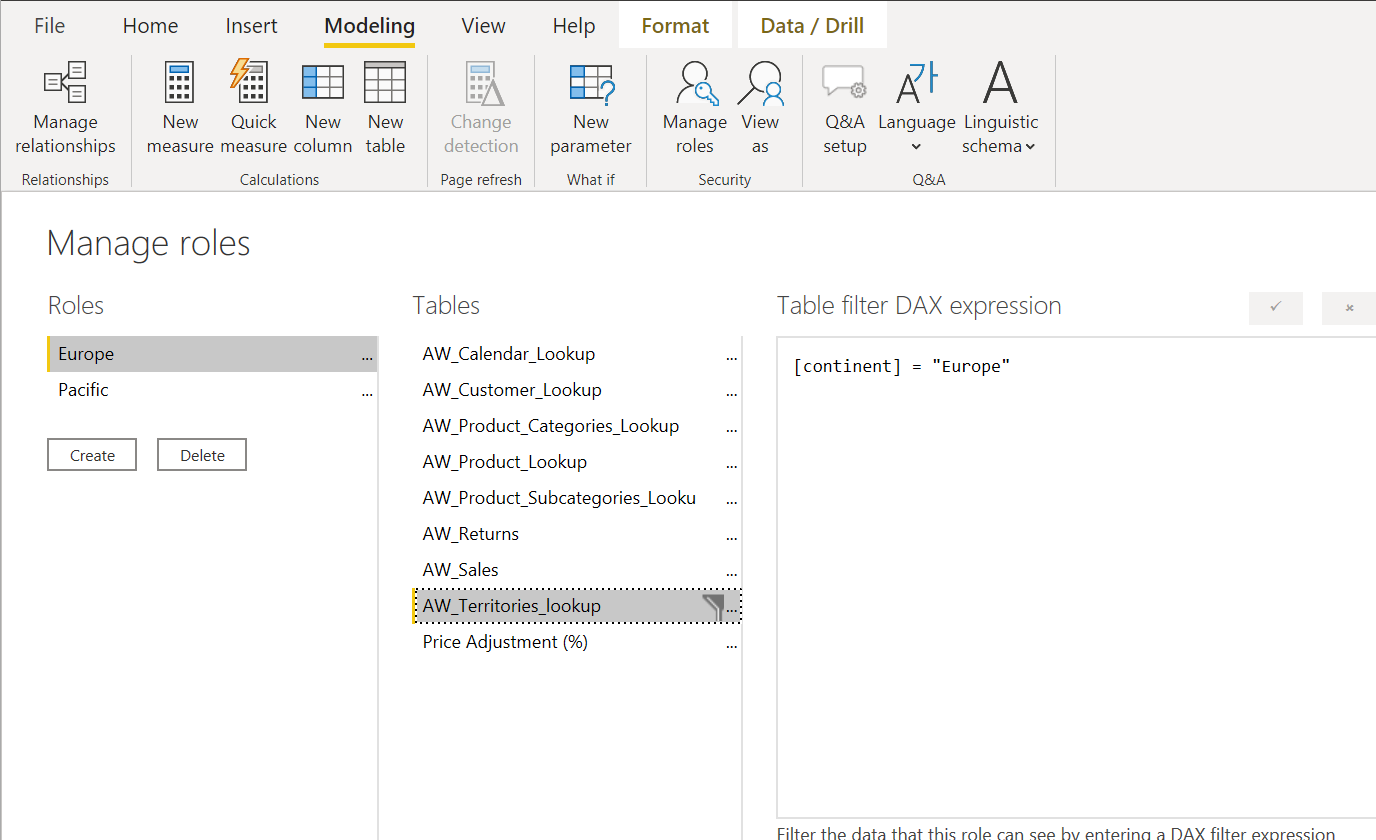 File Home Insert Modeling View Help Format Data / Drill
Manage relationships
New measure
Quick measure
New column
New table
Change detection
New parameter
Manage roles
View as
Q&A setup
Language
Linguistic schema
Relationships Calculations Page refresh What if Security Q&A
Manage roles
Roles
Europe ...
Pacific ...
Create Delete
Tables
AW_Calendar_Lookup ...
AW_Customer_Lookup ...
AW_Product_Categories_Lookup ...
AW_Product_Lookup ...
AW_Product_Subcategories_Looku ...
AW_Returns ...
AW_Sales ...
AW_Territories_lookup ...
Price Adjustment (%) ...
Table filter DAX expression
[continent] = "Europe"
Filter the data that this role can see by entering a DAX filter expression